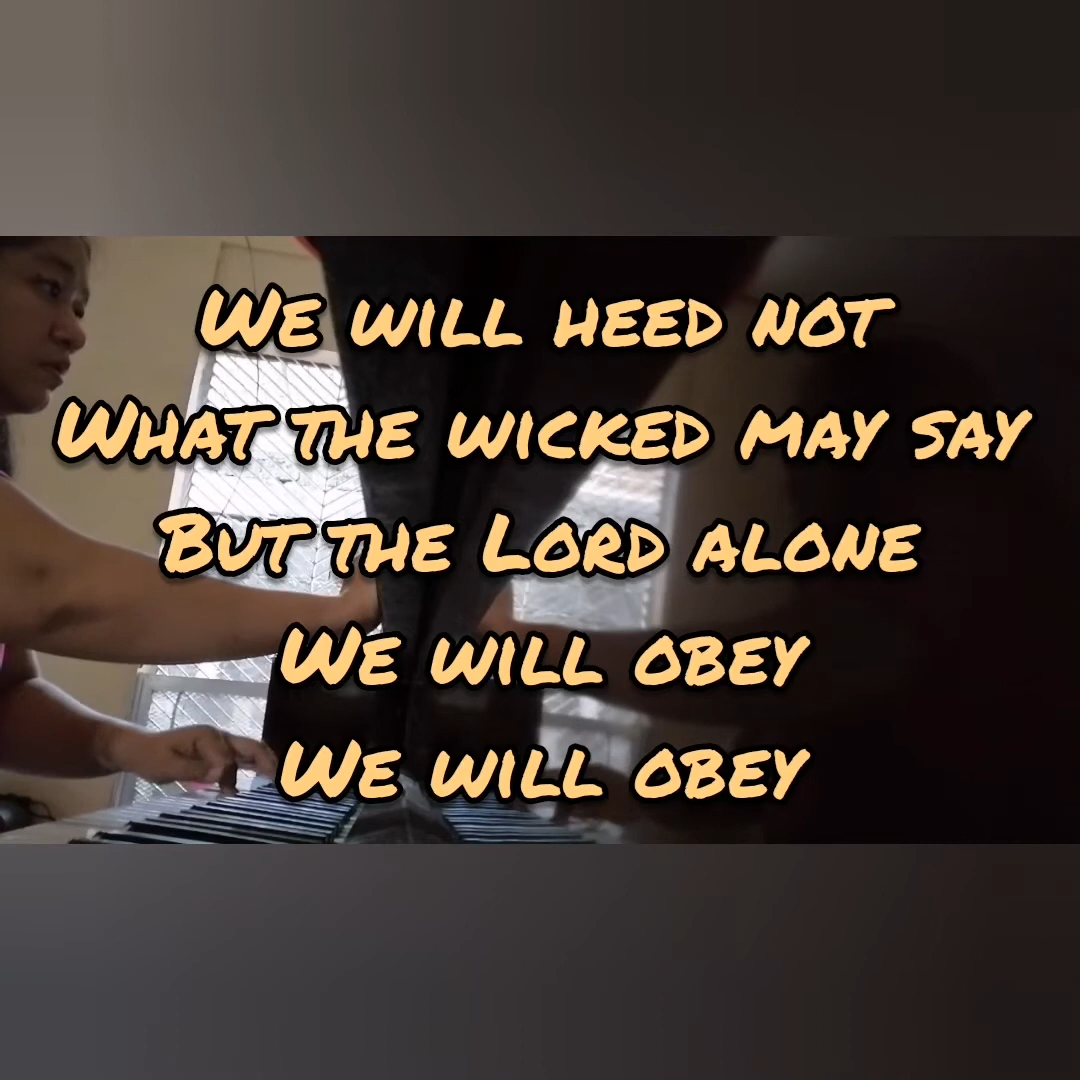 We will heed not
What the wicked may say
But the Lord alone
We will obey
We will obey